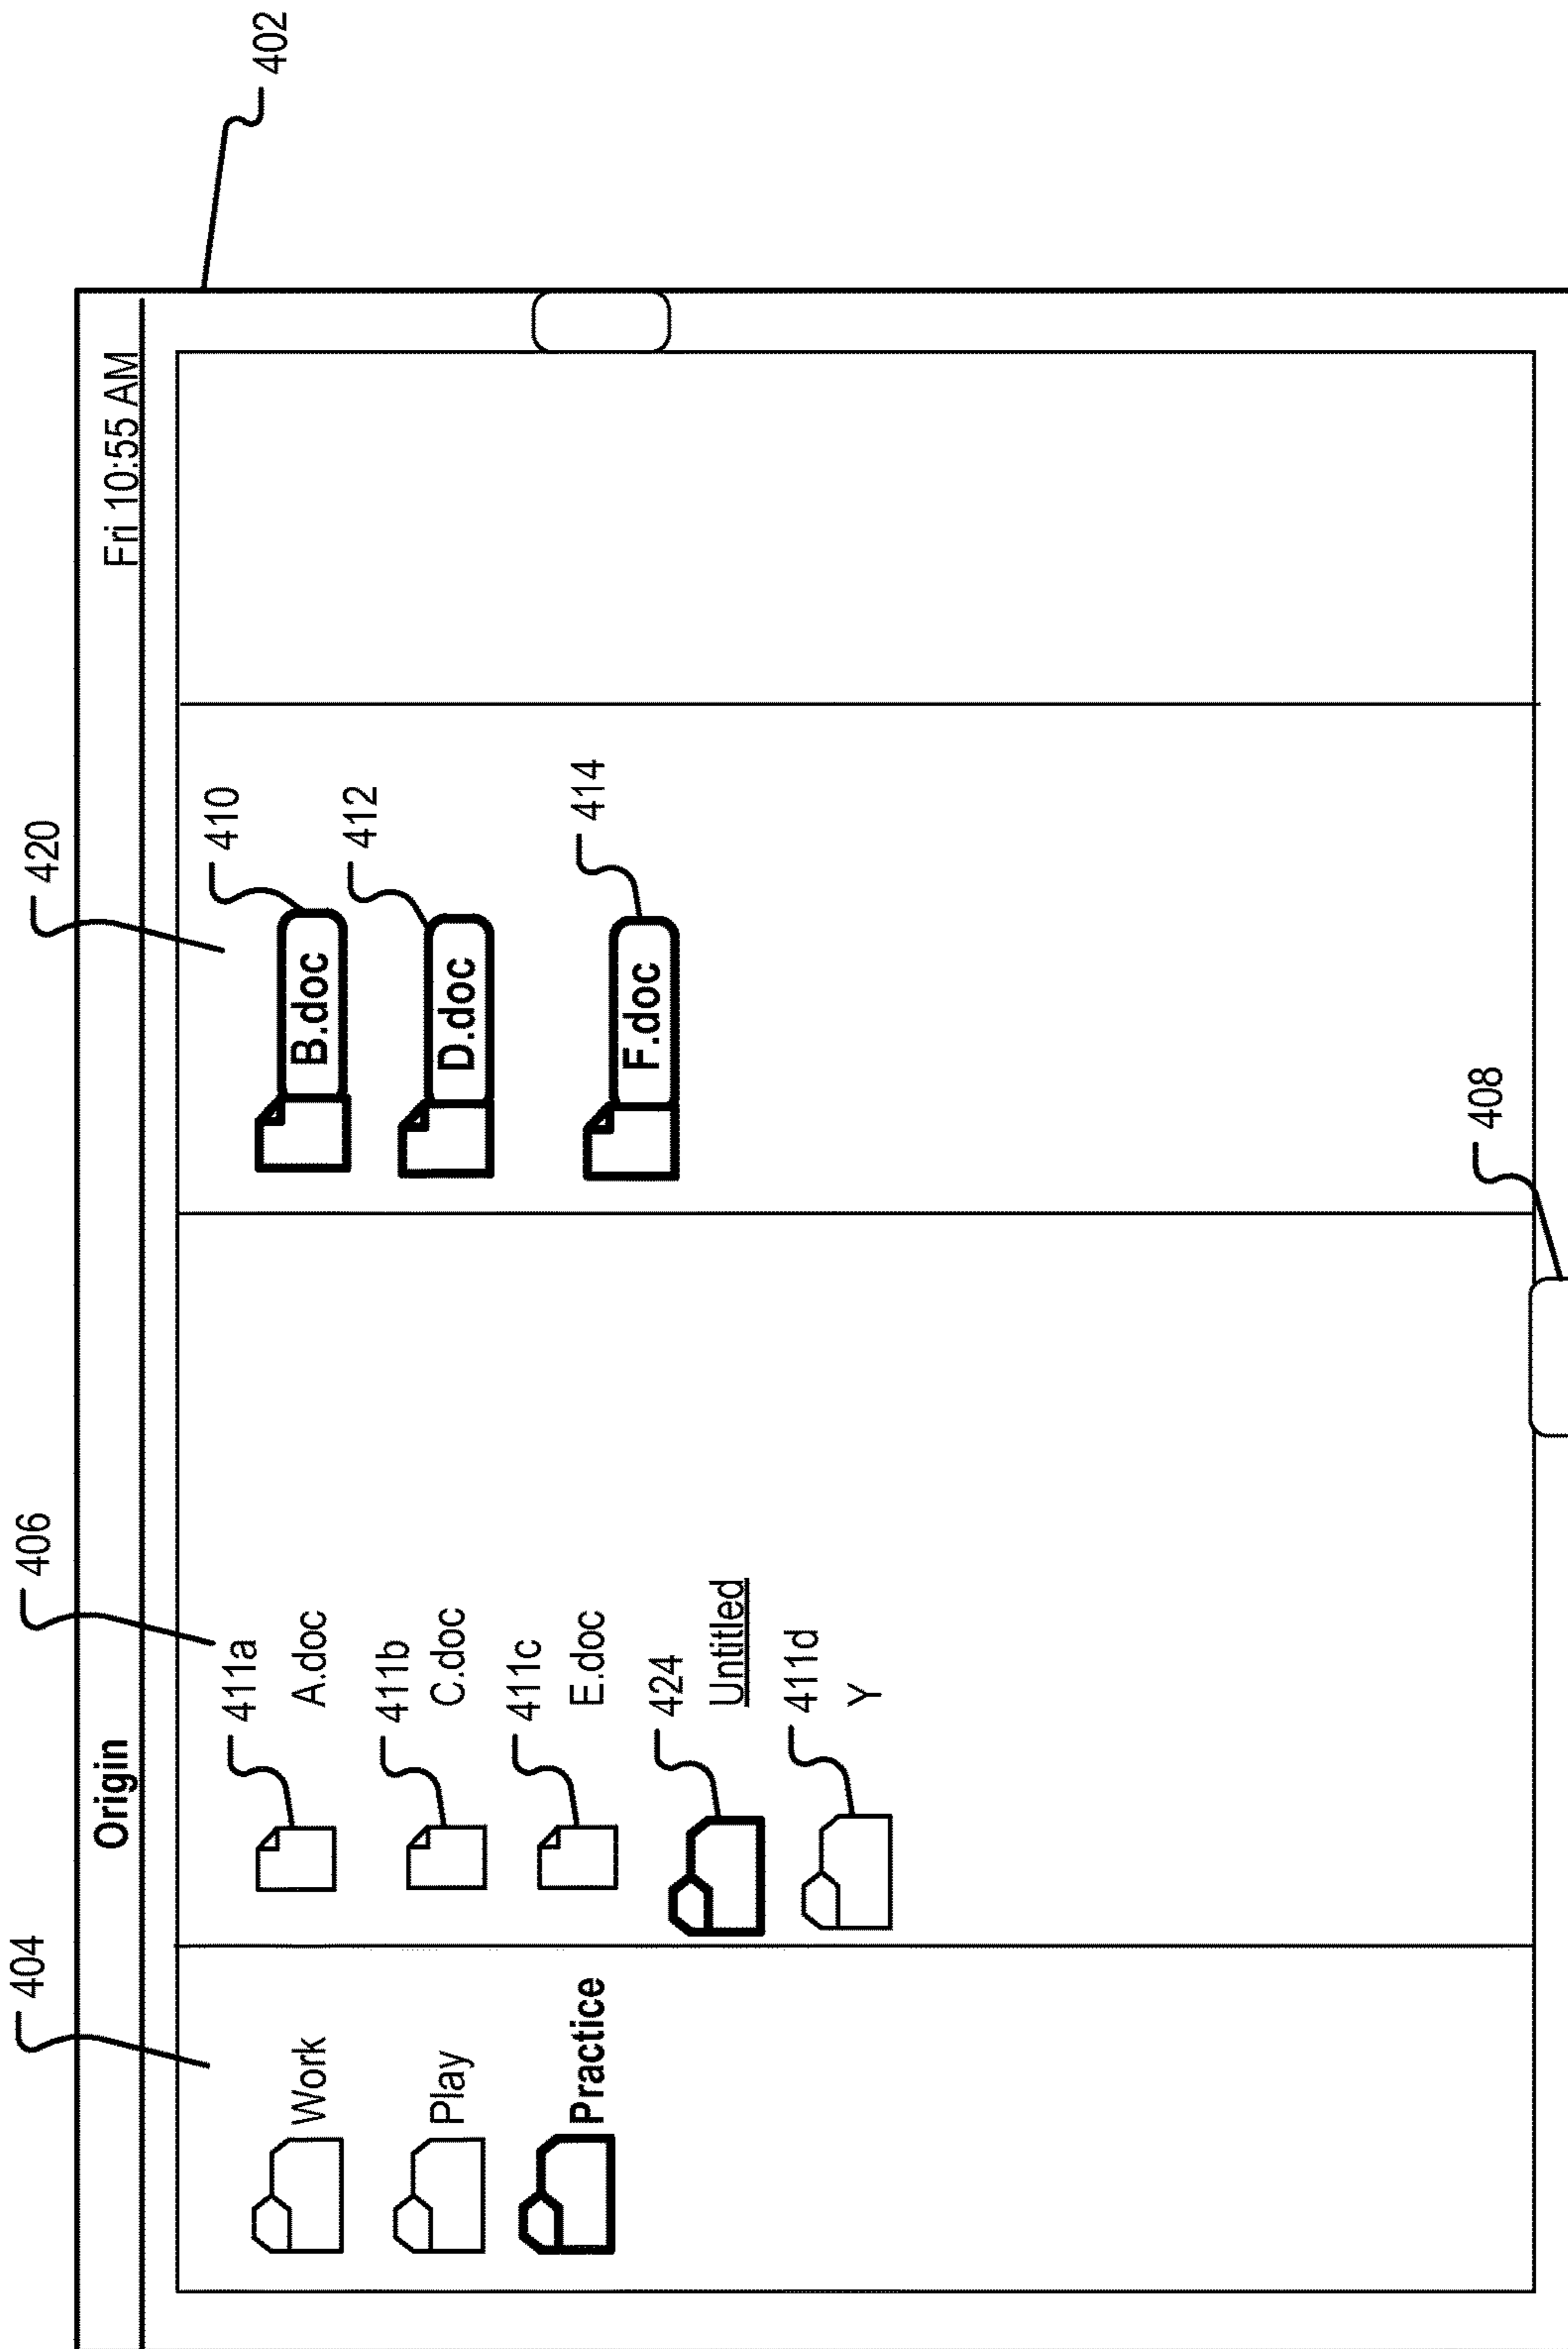 402
Origin
Fri 10:55 AM
404
406
420
Work
Play
Practice
411a
A.doc
411b
C.doc
411c
E.doc
424
Untitled
411d
Y
410
B.doc
412
D.doc
414
F.doc
408